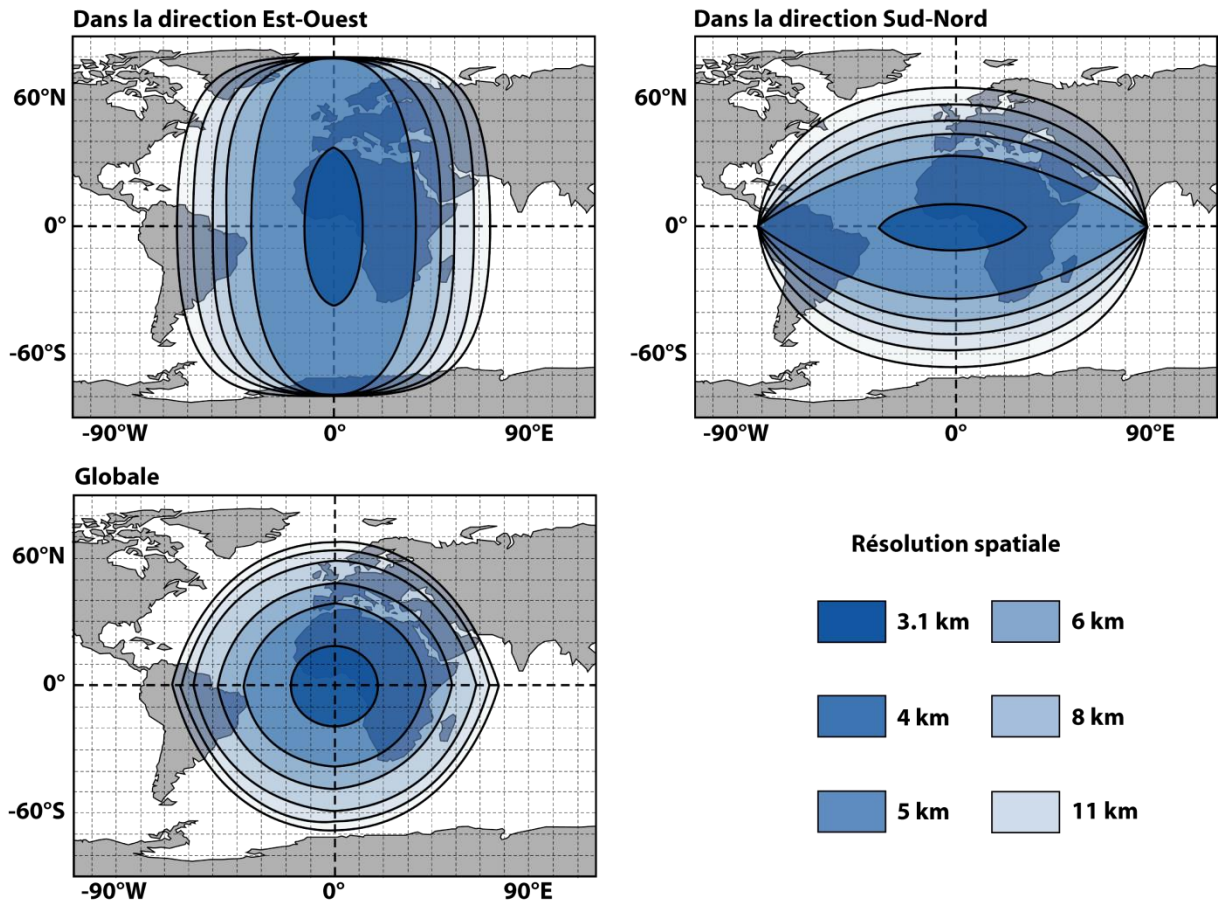 Dans la direction Est-Ouest
60°N
0°
-60°S
-90°W
0°
90°E
Dans la direction Sud-Nord
60°N
0°
-60°S
-90°W
0°
90°E
Globale
60°N
0°
-60°S
-90°W
0°
90°E
Résolution spatiale
3.1 km
6 km
4 km
8 km
5 km
11 km